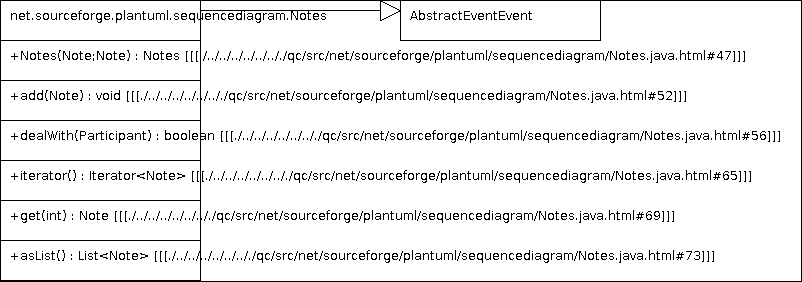 net.sourceforge.plantuml.sequencediagram.Notes
AbstractEventEvent
+Notes(Note;Note) : Notes [[[./../../../../../../../qc/src/net/sourceforge/plantuml/sequencediagram/Notes.java.html#47]]]
+add(Note) : void [[[./../../../../../../../qc/src/net/sourceforge/plantuml/sequencediagram/Notes.java.html#52]]]
+dealWith(Participant) : boolean [[[./../../../../../../../qc/src/net/sourceforge/plantuml/sequencediagram/Notes.java.html#56]]]
+iterator() : Iterator<Note> [[[./../../../../../../../qc/src/net/sourceforge/plantuml/sequencediagram/Notes.java.html#65]]]
+get(int) : Note [[[./../../../../../../../qc/src/net/sourceforge/plantuml/sequencediagram/Notes.java.html#69]]]
+asList() : List<Note> [[[./../../../../../../../qc/src/net/sourceforge/plantuml/sequencediagram/Notes.java.html#73]]]